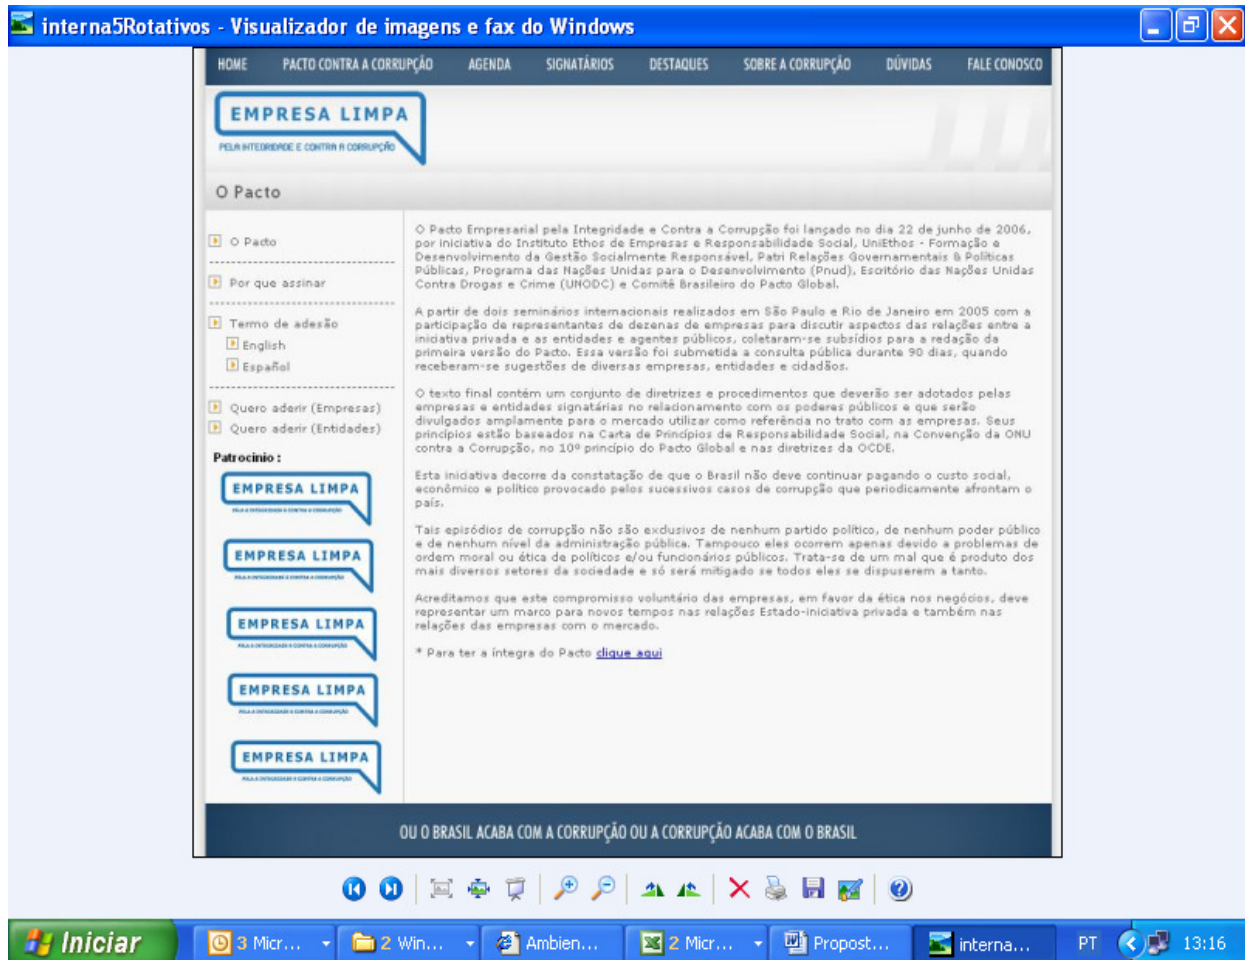 interna5Rotativos - Visualizador de imagens e fax do Windows
HOME PACTO CONTRA A CORRUPÇÃO AGENDA SIGNATÁRIOS DESTAQUES SOBRE A CORRUPÇÃO DÚVIDAS FALE CONOSCO
EMPRESA LIMPA
PELA INTEGRIDADE E CONTRA A CORRUPÇÃO
O Pacto
O Pacto
Por que assinar
Termo de adesão
English
Español
Quero aderir (Empresas)
Quero aderir (Entidades)
Patrocínio :
EMPRESA LIMPA
PELA A INTEGRIDADE E CONTRA A CORRUPÇÃO
EMPRESA LIMPA
PELA A INTEGRIDADE E CONTRA A CORRUPÇÃO
EMPRESA LIMPA
PELA A INTEGRIDADE E CONTRA A CORRUPÇÃO
EMPRESA LIMPA
PELA A INTEGRIDADE E CONTRA A CORRUPÇÃO
EMPRESA LIMPA
PELA A INTEGRIDADE E CONTRA A CORRUPÇÃO
O Pacto Empresarial pela Integridade e Contra a Corrupção foi lançado no dia 22 de junho de 2006,
por iniciativa do Instituto Ethos de Empresas e Responsabilidade Social, UniEthos - Formação e
Desenvolvimento da Gestão Socialmente Responsável, Patri Relações Governamentais & Políticas
Públicas, Programa das Nações Unidas para o Desenvolvimento (Pnud), Escritório das Nações Unidas
Contra Drogas e Crime (UNODC) e Comitê Brasileiro do Pacto Global.
A partir de dois seminários internacionais realizados em São Paulo e Rio de Janeiro em 2005 com a
participação de representantes de dezenas de empresas para discutir aspectos das relações entre a
iniciativa privada e as entidades e agentes públicos, coletaram-se subsídios para a redação da
primeira versão do Pacto. Essa versão foi submetida a consulta pública durante 90 dias, quando
receberam-se sugestões de diversas empresas, entidades e cidadãos.
O texto final contém um conjunto de diretrizes e procedimentos que deverão ser adotados pelas
empresas e entidades signatárias no relacionamento com os poderes públicos e que serão
divulgados amplamente para o mercado utilizar como referência no trato com as empresas. Seus
princípios estão baseados na Carta de Princípios de Responsabilidade Social, na Convenção da ONU
contra a Corrupção, no 10º princípio do Pacto Global e nas diretrizes da OCDE.
Esta iniciativa decorre da constatação de que o Brasil não deve continuar pagando o custo social,
econômico e político provocado pelos sucessivos casos de corrupção que periodicamente afrontam o
país.
Tais episódios de corrupção não são exclusivos de nenhum partido político, de nenhum poder público
e de nenhum nível da administração pública. Tampouco eles ocorrem apenas devido a problemas de
ordem moral ou ética de políticos e/ou funcionários públicos. Trata-se de um mal que é produto dos
mais diversos setores da sociedade e só será mitigado se todos eles se dispuserem a tanto.
Acreditamos que este compromisso voluntário das empresas, em favor da ética nos negócios, deve
representar um marco para novos tempos nas relações Estado-iniciativa privada e também nas
relações das empresas com o mercado.
* Para ter a íntegra do Pacto clique aqui
OU O BRASIL ACABA COM A CORRUPÇÃO OU A CORRUPÇÃO ACABA COM O BRASIL
Iniciar 3 Micr... 2 Win... Ambien... 2 Micr... Propost... interna... PT 13:16